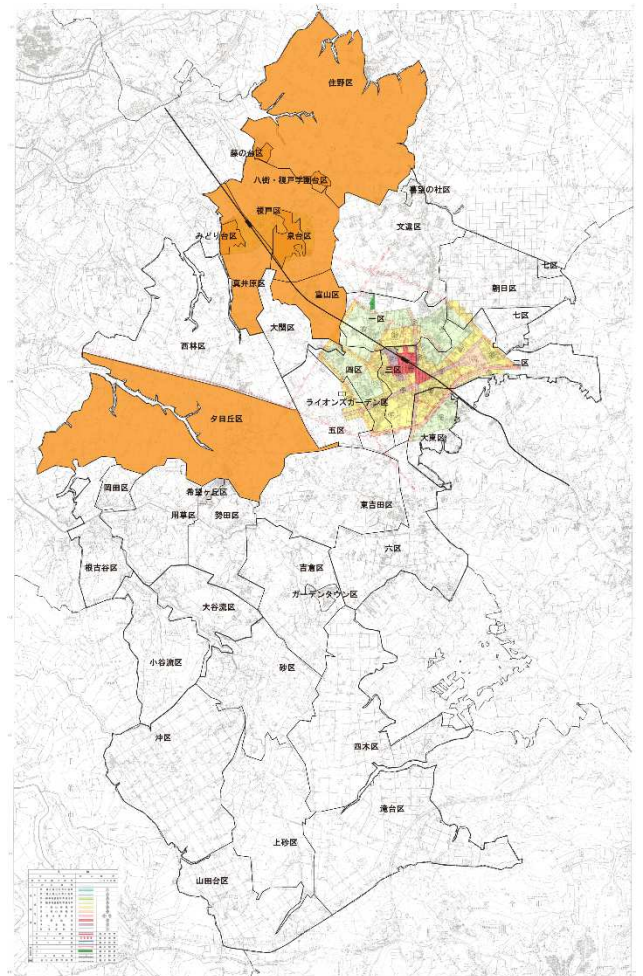 住野区
藤の台区
八街・榎戸学園台区
希望の杜区
榎戸区
文違区
みどり台区
泉台区
七区
真井原区
富山区
朝日区
一区
七区
大関区
西林区
四区
三区
二区
ライオンズガーデン区
夕日丘区
五区
大東区
岡田区
希望ヶ丘区
東吉田区
用草区
勢田区
六区
根古谷区
吉倉区
ガーデンタウン区
大谷流区
小谷流区
砂区
沖区
四木区
滝台区
上砂区
山田台区